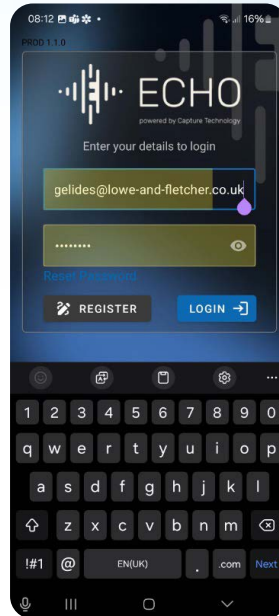 08:12 16%
PROD 1.1.0
ECHO
powered by Capture Technology
Enter your details to login
gelides@lowe-and-fletcher.co.uk
••••••••
Reset Password
REGISTER LOGIN
1 2 3 4 5 6 7 8 9 0
q w e r t y u i o p
a s d f g h j k l
z x c v b n m
!#1 @ EN(UK) . .com Next